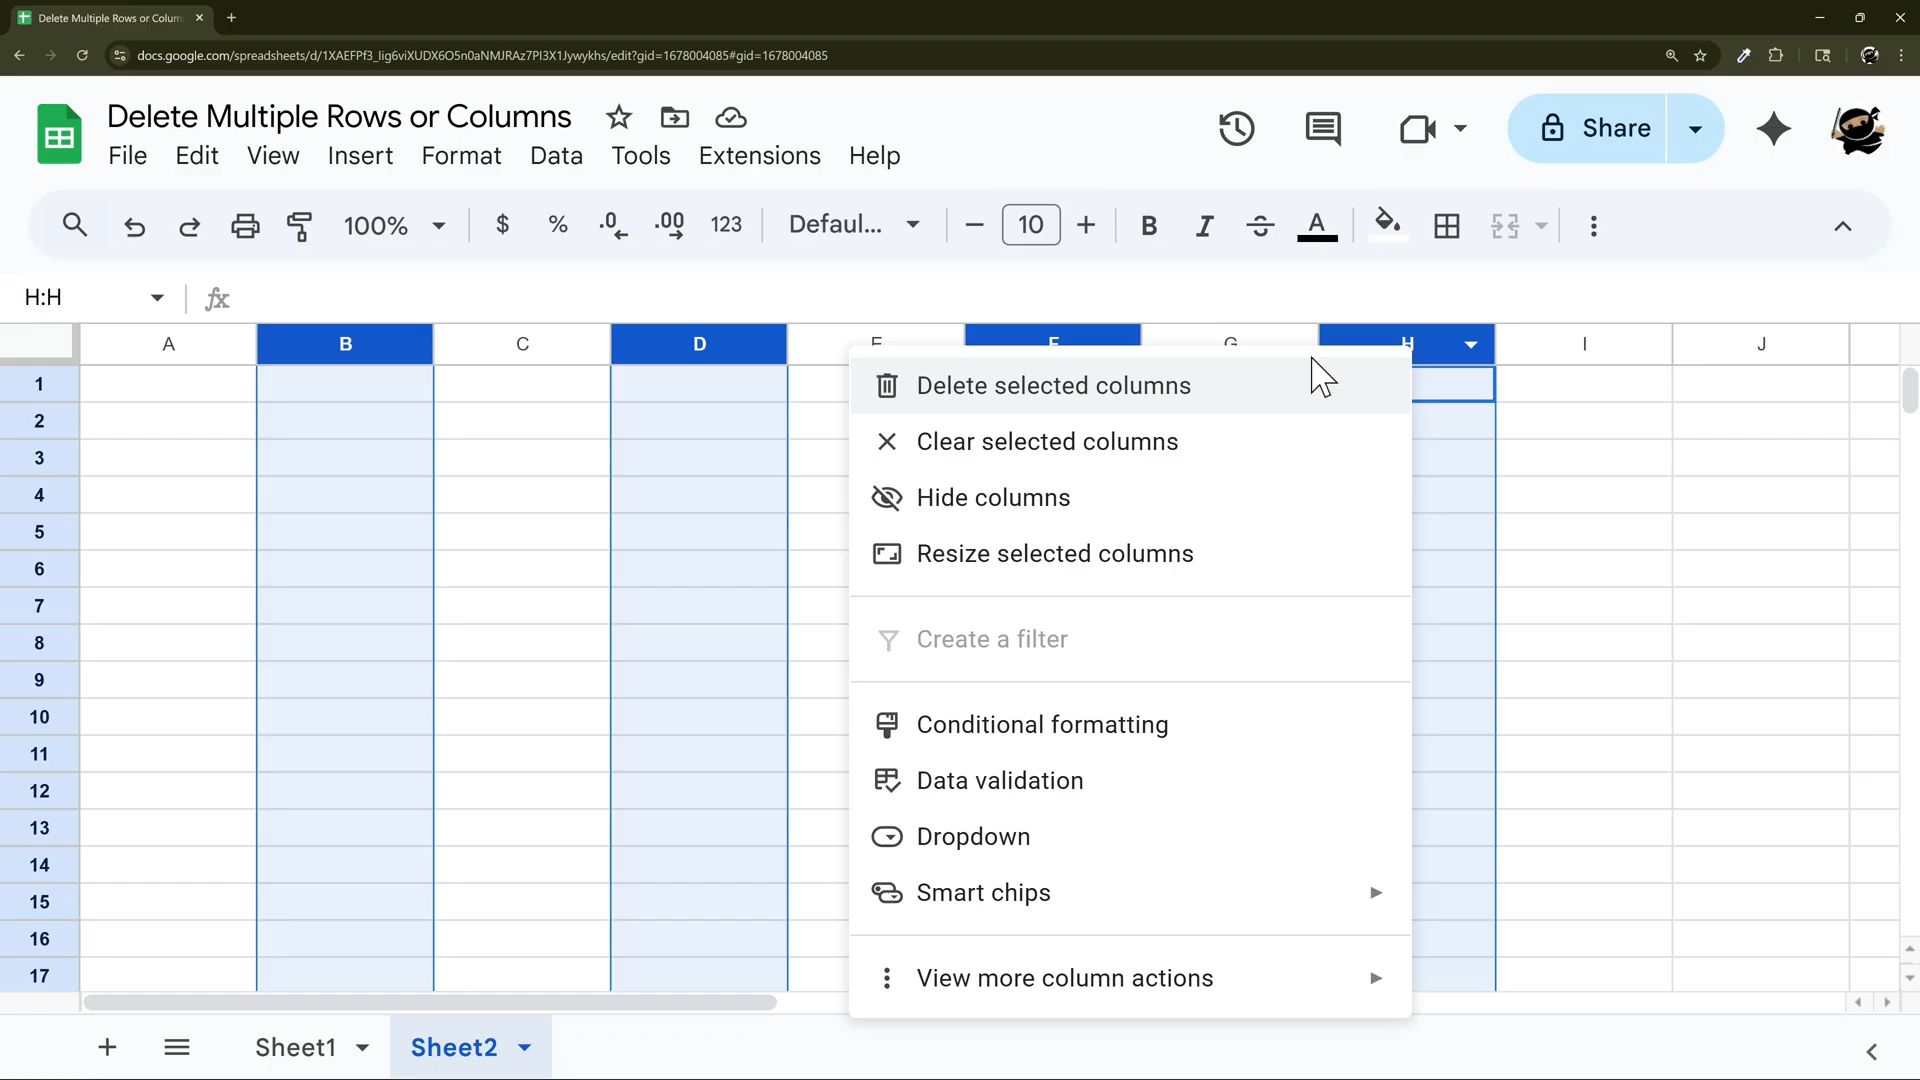 Delete Multiple Rows or Colum
docs.google.com/spreadsheets/d/1XAEFPf3_lig6viXUDX6O5n0aNMJRAz7PI3X1Jywykhs/edit?gid=1678004085#gid=1678004085
Delete Multiple Rows or Columns
File Edit View Insert Format Data Tools Extensions Help
Share
100% $ % .0 .00 123 Defaul... 10 B I S A
H:H fx
A B C D E F G H I J
1
2
3
4
5
6
7
8
9
10
11
12
13
14
15
16
17
Delete selected columns
Clear selected columns
Hide columns
Resize selected columns
Create a filter
Conditional formatting
Data validation
Dropdown
Smart chips
View more column actions
Sheet1 Sheet2